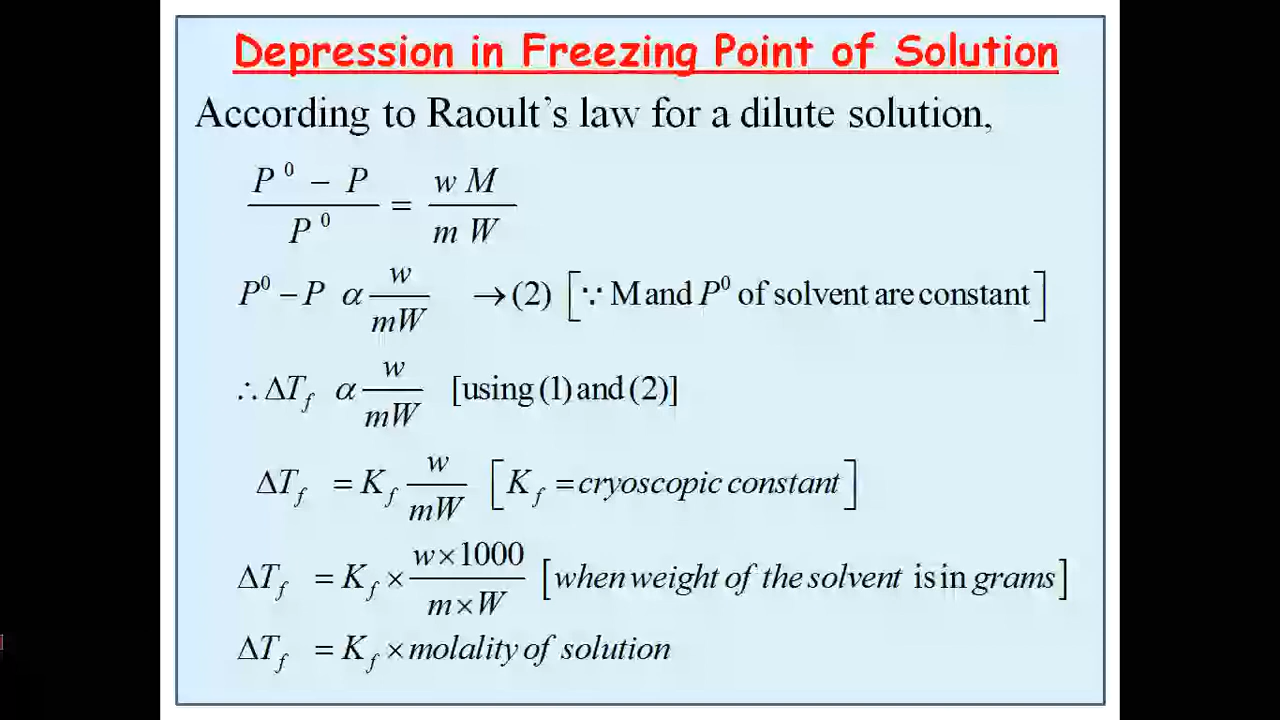 Depression in Freezing Point of Solution
According to Raoult's law for a dilute solution,
(P⁰ − P) / P⁰ = w M / m W
P⁰ − P α w / mW → (2) [∵ M and P⁰ of solvent are constant]
∴ ΔT_f α w / mW [using (1) and (2)]
ΔT_f = K_f w / mW [K_f = cryoscopic constant]
ΔT_f = K_f × w×1000 / m×W [when weight of the solvent is in grams]
ΔT_f = K_f × molality of solution